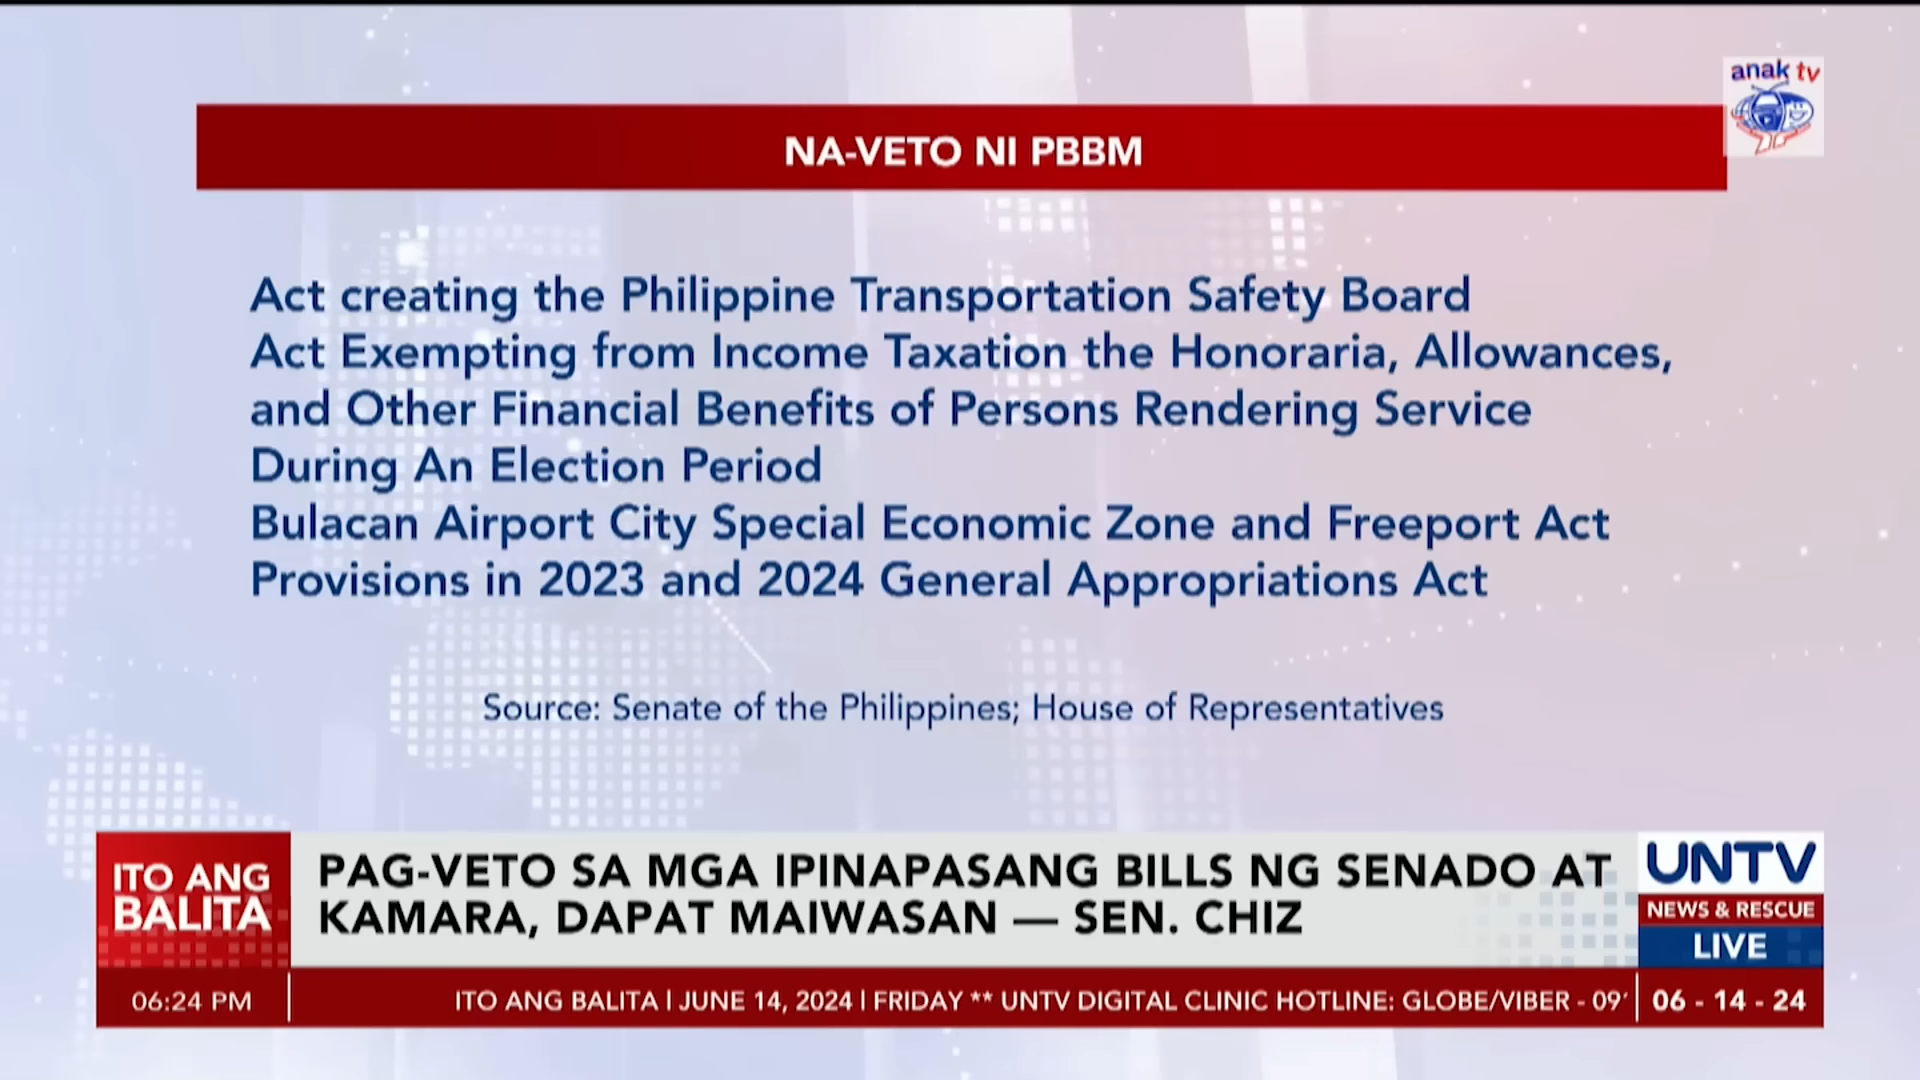 anak tv
NA-VETO NI PBBM
Act creating the Philippine Transportation Safety Board
Act Exempting from Income Taxation the Honoraria, Allowances,
and Other Financial Benefits of Persons Rendering Service
During An Election Period
Bulacan Airport City Special Economic Zone and Freeport Act
Provisions in 2023 and 2024 General Appropriations Act
Source: Senate of the Philippines; House of Representatives
ITO ANG
BALITA
PAG-VETO SA MGA IPINAPASANG BILLS NG SENADO AT
KAMARA, DAPAT MAIWASAN — SEN. CHIZ
UNTV
NEWS & RESCUE
LIVE
06:24 PM
ITO ANG BALITA | JUNE 14, 2024 | FRIDAY ** UNTV DIGITAL CLINIC HOTLINE: GLOBE/VIBER - 09
06 - 14 - 24